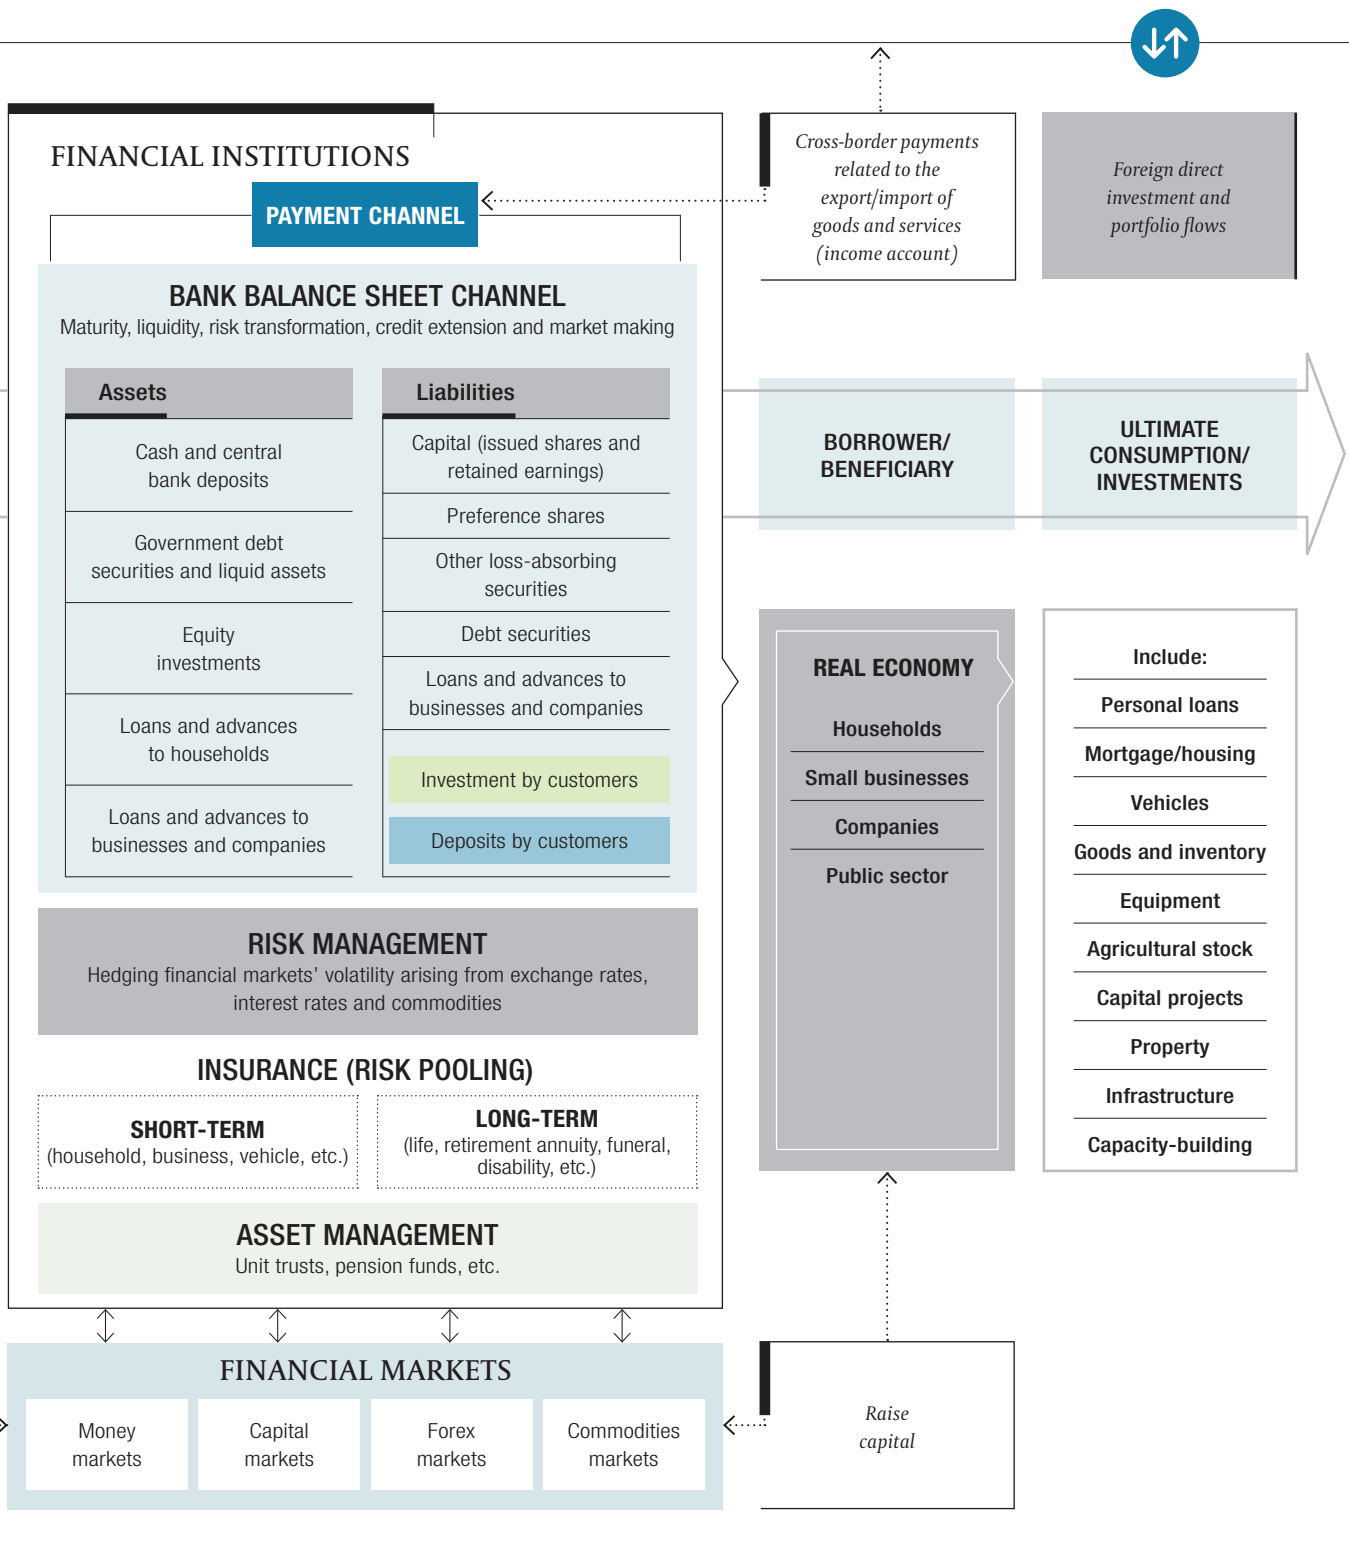 FINANCIAL INSTITUTIONS
PAYMENT CHANNEL
BANK BALANCE SHEET CHANNEL
Maturity, liquidity, risk transformation, credit extension and market making
Assets
Cash and central
bank deposits
Government debt
securities and liquid assets
Equity
investments
Loans and advances
to households
Loans and advances to
businesses and companies
Liabilities
Capital (issued shares and
retained earnings)
Preference shares
Other loss-absorbing
securities
Debt securities
Loans and advances to
businesses and companies
Investment by customers
Deposits by customers
RISK MANAGEMENT
Hedging financial markets’ volatility arising from exchange rates,
interest rates and commodities
INSURANCE (RISK POOLING)
SHORT-TERM
(household, business, vehicle, etc.)
LONG-TERM
(life, retirement annuity, funeral,
disability, etc.)
ASSET MANAGEMENT
Unit trusts, pension funds, etc.
FINANCIAL MARKETS
Money
markets
Capital
markets
Forex
markets
Commodities
markets
Cross-border payments
related to the
export/import of
goods and services
(income account)
Foreign direct
investment and
portfolio flows
BORROWER/
BENEFICIARY
ULTIMATE
CONSUMPTION/
INVESTMENTS
REAL ECONOMY
Households
Small businesses
Companies
Public sector
Include:
Personal loans
Mortgage/housing
Vehicles
Goods and inventory
Equipment
Agricultural stock
Capital projects
Property
Infrastructure
Capacity-building
Raise
capital